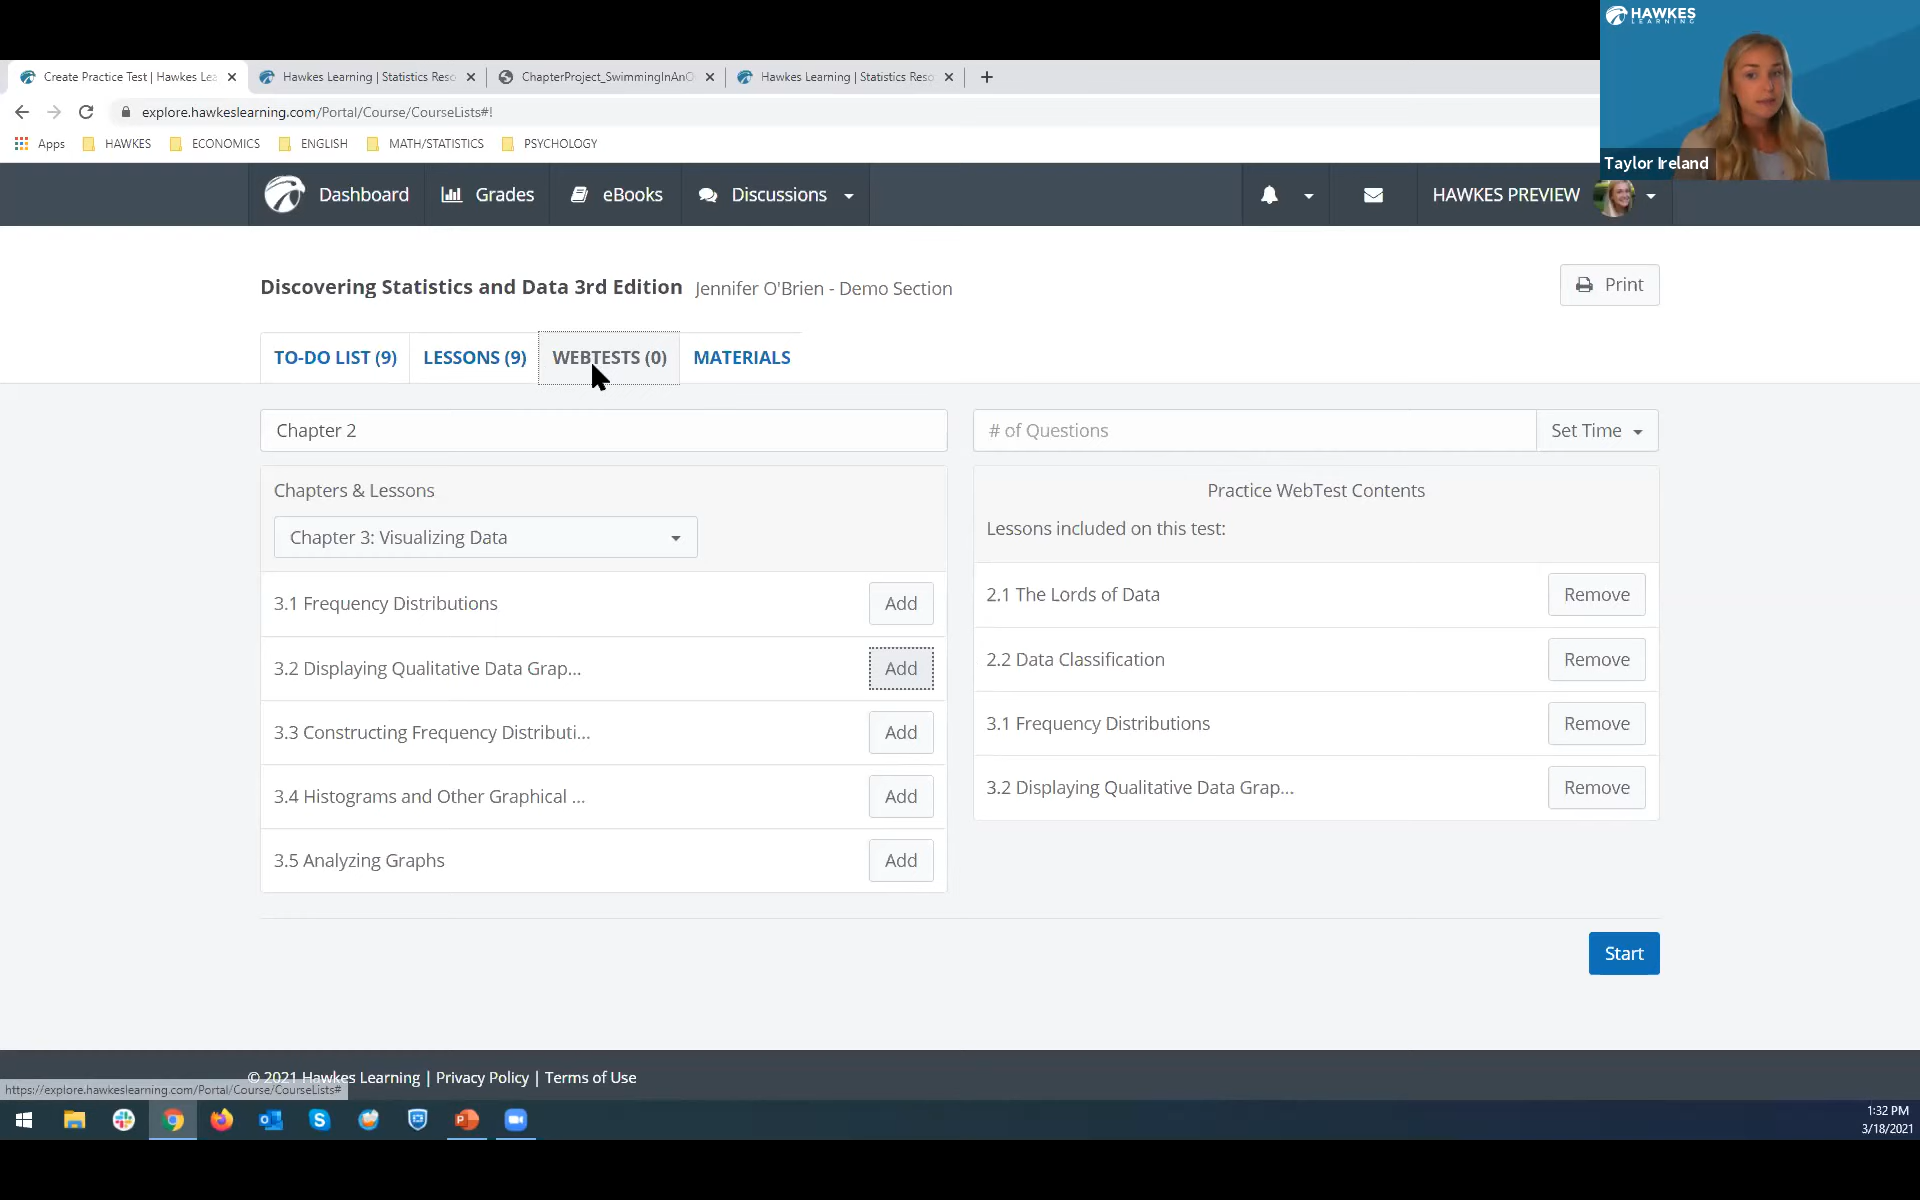 HAWKES
LEARNING
Create Practice Test | Hawkes Lea
Hawkes Learning | Statistics Reso
ChapterProject_SwimmingInAnO
Hawkes Learning | Statistics Reso
explore.hawkeslearning.com/Portal/Course/CourseLists#!
Apps HAWKES ECONOMICS ENGLISH MATH/STATISTICS PSYCHOLOGY
Taylor Ireland
Dashboard Grades eBooks Discussions HAWKES PREVIEW
Discovering Statistics and Data 3rd Edition Jennifer O'Brien - Demo Section
Print
TO-DO LIST (9) LESSONS (9) WEBTESTS (0) MATERIALS
Chapter 2
# of Questions Set Time
Chapters & Lessons
Chapter 3: Visualizing Data
3.1 Frequency Distributions Add
3.2 Displaying Qualitative Data Grap... Add
3.3 Constructing Frequency Distributi... Add
3.4 Histograms and Other Graphical ... Add
3.5 Analyzing Graphs Add
Practice WebTest Contents
Lessons included on this test:
2.1 The Lords of Data Remove
2.2 Data Classification Remove
3.1 Frequency Distributions Remove
3.2 Displaying Qualitative Data Grap... Remove
Start
© 2021 Hawkes Learning | Privacy Policy | Terms of Use
https://explore.hawkeslearning.com/Portal/Course/CourseLists#
1:32 PM
3/18/2021